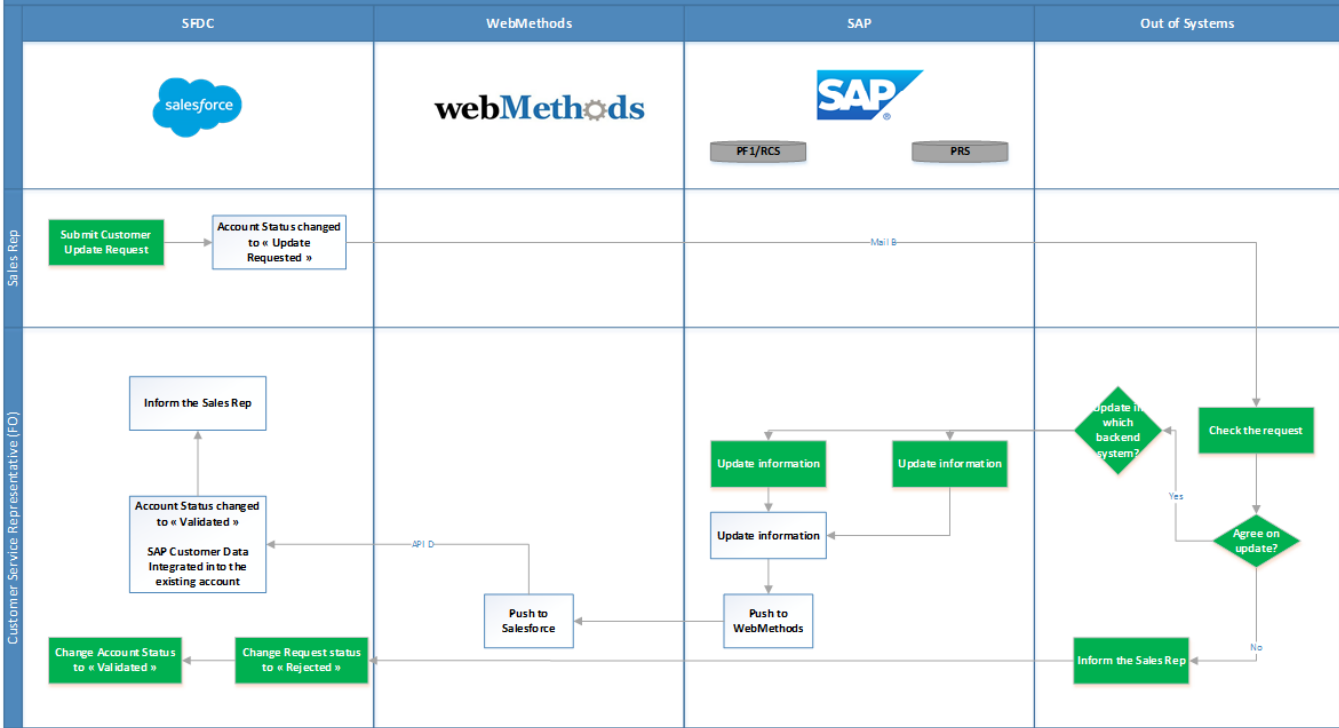 SFDC
WebMethods
SAP
Out of Systems
salesforce
webMethods
SAP
®
PF1/RCS
PRS
Sales Rep
Submit Customer
Update Request
Account Status changed
to « Update
Requested »
Mail B
Customer Service Representative (FO)
Inform the Sales Rep
Update information
Update information
Update in
which
backend
system?
Check the request
Yes
Account Status changed
to « Validated »
SAP Customer Data
Integrated into the
existing account
API D
Update information
Agree on
update?
Push to
Salesforce
Push to
WebMethods
No
Change Account Status
to « Validated »
Change Request status
to « Rejected »
Inform the Sales Rep